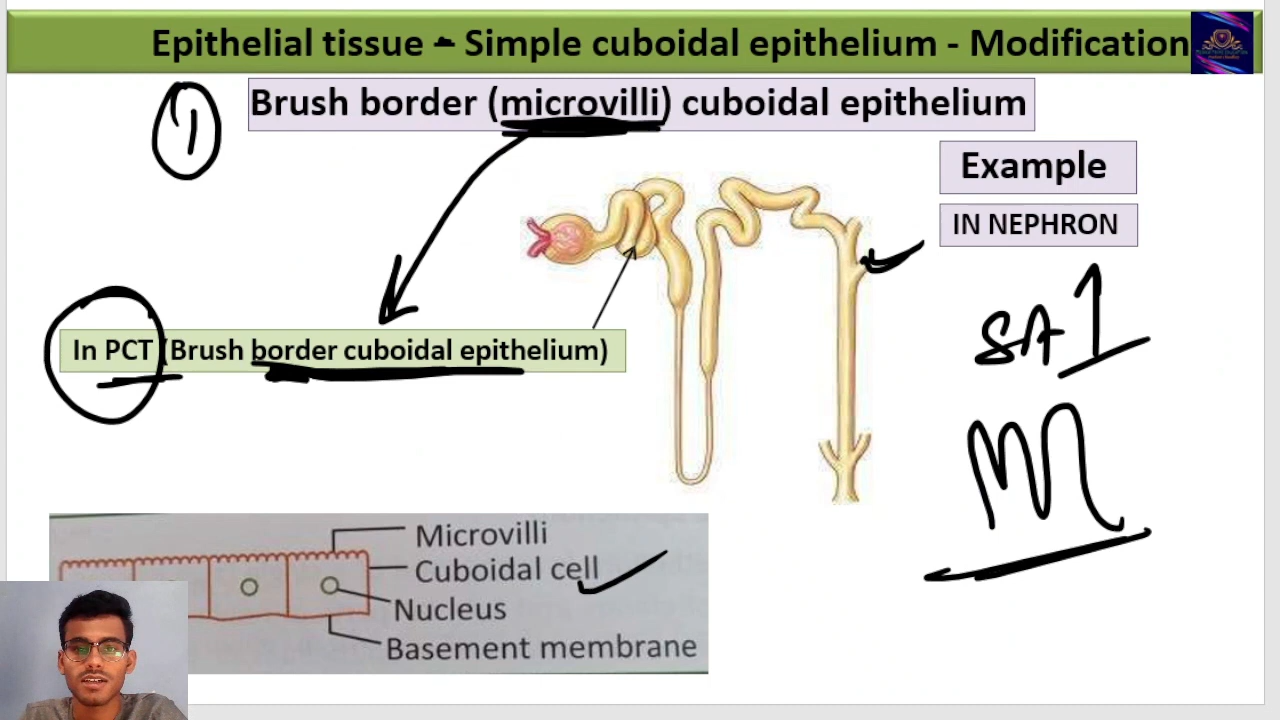 Epithelial tissue - Simple cuboidal epithelium - Modification
1
Brush border (microvilli) cuboidal epithelium
Example
IN NEPHRON
SA↑
In PCT (Brush border cuboidal epithelium)
Microvilli
Cuboidal cell
Nucleus
Basement membrane